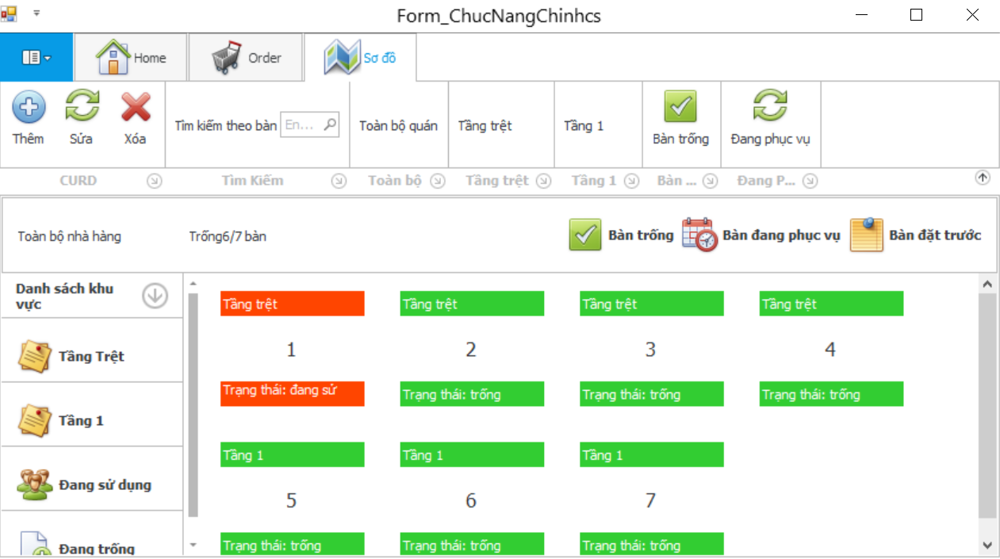 Form_ChucNangChinhcs
Home
Order
Sơ đồ
Thêm
Sửa
Xóa
Tìm kiếm theo bàn En...
Toàn bộ quán
Tầng trệt
Tầng 1
Bàn trống
Đang phục vụ
CURD
Tìm Kiếm
Toàn bộ
Tầng trệt
Tầng 1
Bàn ...
Đang P...
Toàn bộ nhà hàng
Trống6/7 bàn
Bàn trống
Bàn đang phục vụ
Bàn đặt trước
Danh sách khu
vực
Tầng Trệt
Tầng 1
Đang sử dụng
Đang trống
Tầng trệt
Tầng trệt
Tầng trệt
Tầng trệt
1
2
3
4
Trạng thái: đang sử
Trạng thái: trống
Trạng thái: trống
Trạng thái: trống
Tầng 1
Tầng 1
Tầng 1
5
6
7
Trạng thái: trống
Trạng thái: trống
Trạng thái: trống